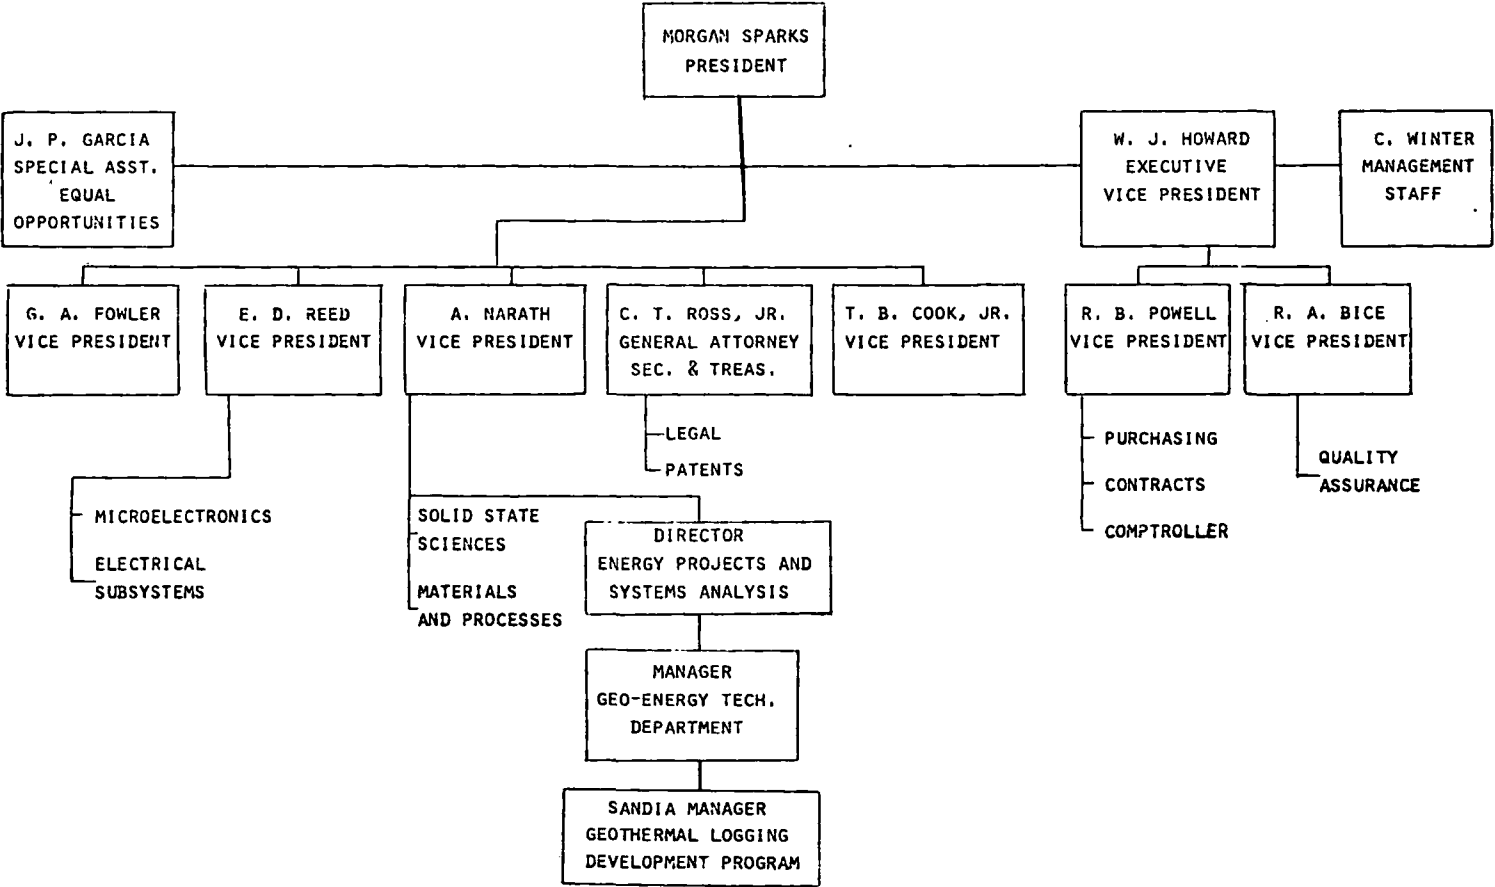 MORGAN SPARKS
PRESIDENT
J. P. GARCIA
SPECIAL ASST.
EQUAL
OPPORTUNITIES
W. J. HOWARD
EXECUTIVE
VICE PRESIDENT
C. WINTER
MANAGEMENT
STAFF
G. A. FOWLER
VICE PRESIDENT
E. D. REED
VICE PRESIDENT
A. NARATH
VICE PRESIDENT
C. T. ROSS, JR.
GENERAL ATTORNEY
SEC. & TREAS.
T. B. COOK, JR.
VICE PRESIDENT
R. B. POWELL
VICE PRESIDENT
R. A. BICE
VICE PRESIDENT
MICROELECTRONICS
ELECTRICAL
SUBSYSTEMS
SOLID STATE
SCIENCES
MATERIALS
AND PROCESSES
LEGAL
PATENTS
PURCHASING
CONTRACTS
COMPTROLLER
QUALITY
ASSURANCE
DIRECTOR
ENERGY PROJECTS AND
SYSTEMS ANALYSIS
MANAGER
GEO-ENERGY TECH.
DEPARTMENT
SANDIA MANAGER
GEOTHERMAL LOGGING
DEVELOPMENT PROGRAM